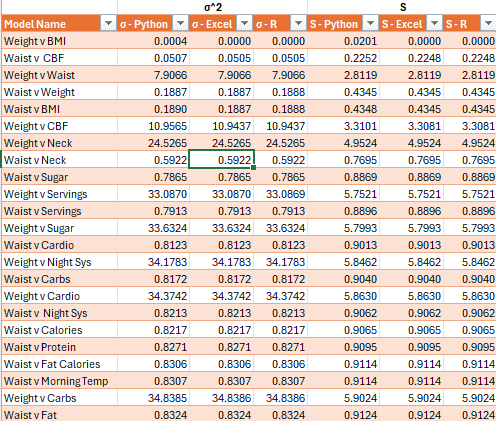 σ^2 S
Model Name σ - Python σ - Excel σ - R S - Python S - Excel S - R
Weight v BMI 0.0004 0.0000 0.0000 0.0201 0.0000 0.0000
Waist v CBF 0.0507 0.0505 0.0505 0.2252 0.2248 0.2248
Weight v Waist 7.9066 7.9066 7.9066 2.8119 2.8119 2.8119
Waist v Weight 0.1887 0.1887 0.1888 0.4345 0.4345 0.4345
Waist v BMI 0.1890 0.1887 0.1888 0.4348 0.4345 0.4345
Weight v CBF 10.9565 10.9437 10.9437 3.3101 3.3081 3.3081
Weight v Neck 24.5265 24.5265 24.5265 4.9524 4.9524 4.9524
Waist v Neck 0.5922 0.5922 0.5922 0.7695 0.7695 0.7695
Waist v Sugar 0.7865 0.7865 0.7865 0.8869 0.8869 0.8869
Weight v Servings 33.0870 33.0870 33.0869 5.7521 5.7521 5.7521
Waist v Servings 0.7913 0.7913 0.7913 0.8896 0.8896 0.8896
Weight v Sugar 33.6324 33.6324 33.6324 5.7993 5.7993 5.7993
Waist v Cardio 0.8123 0.8123 0.8123 0.9013 0.9013 0.9013
Weight v Night Sys 34.1783 34.1783 34.1783 5.8462 5.8462 5.8462
Waist v Carbs 0.8172 0.8172 0.8172 0.9040 0.9040 0.9040
Weight v Cardio 34.3742 34.3742 34.3742 5.8630 5.8630 5.8630
Waist v Night Sys 0.8213 0.8213 0.8213 0.9062 0.9062 0.9062
Waist v Calories 0.8217 0.8217 0.8217 0.9065 0.9065 0.9065
Waist v Protein 0.8271 0.8271 0.8271 0.9095 0.9095 0.9095
Waist v Fat Calories 0.8306 0.8306 0.8306 0.9114 0.9114 0.9114
Waist v Morning Temp 0.8307 0.8307 0.8307 0.9114 0.9114 0.9114
Weight v Carbs 34.8385 34.8386 34.8386 5.9024 5.9024 5.9024
Waist v Fat 0.8324 0.8324 0.8324 0.9124 0.9124 0.9124